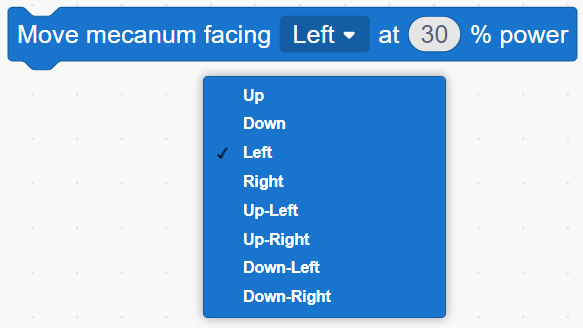 Move mecanum facing Left at 30 % power
Up
Down
Left
Right
Up-Left
Up-Right
Down-Left
Down-Right